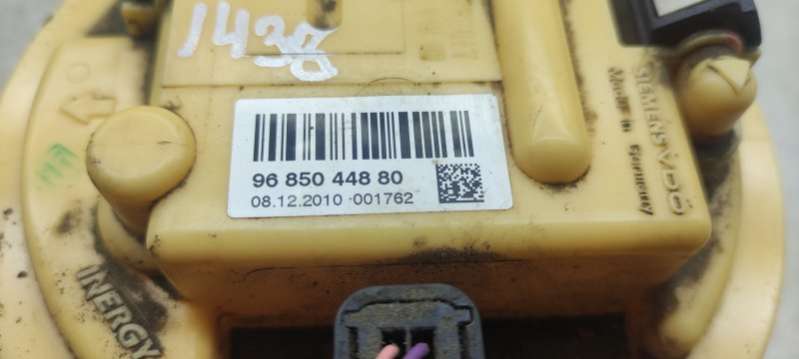 1438
96 850 448 80
08.12.2010 001762
SIEMENS VDO
Made in Germany
INERGY